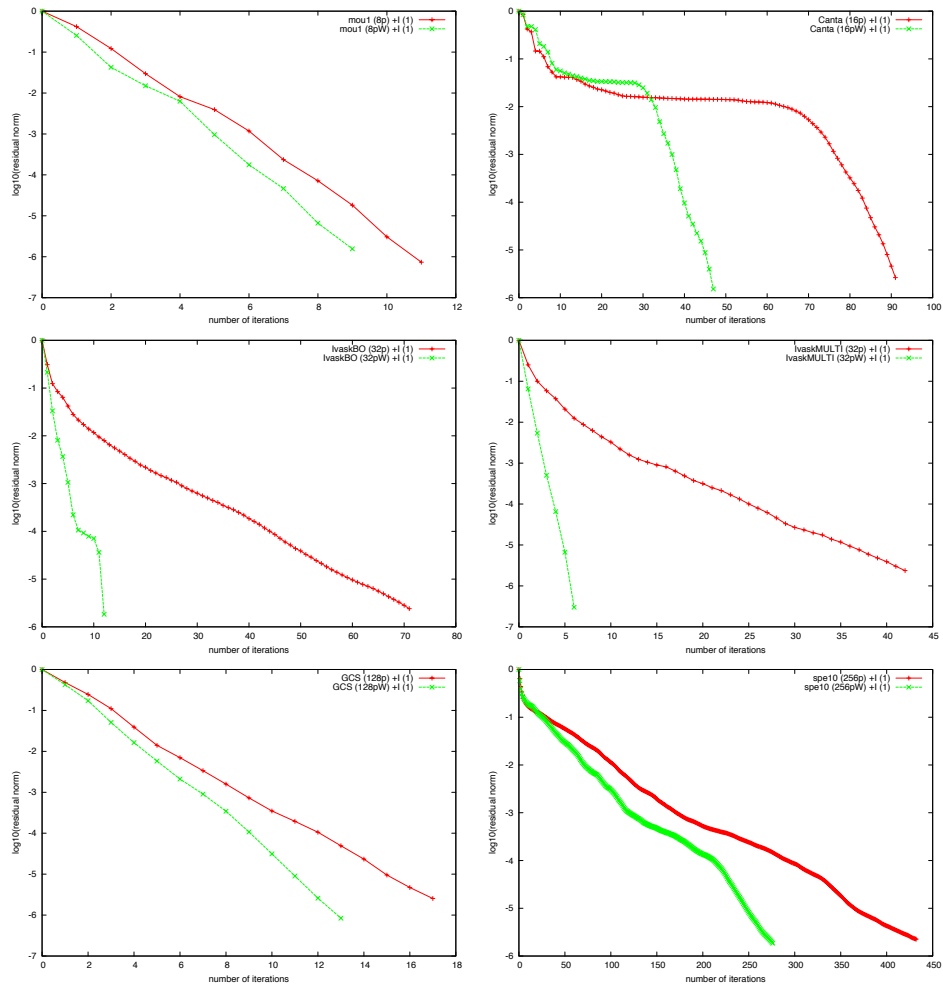 mou1 (8p) +I (1)
mou1 (8pW) +I (1)
log10(residual norm)
0
-1
-2
-3
-4
-5
-6
-7
0 2 4 6 8 10 12
number of iterations
Canta (16p) +I (1)
Canta (16pW) +I (1)
log10(residual norm)
0
-1
-2
-3
-4
-5
-6
0 10 20 30 40 50 60 70 80 90 100
number of iterations
IvaskBO (32p) +I (1)
IvaskBO (32pW) +I (1)
log10(residual norm)
0
-1
-2
-3
-4
-5
-6
0 10 20 30 40 50 60 70 80
number of iterations
IvaskMULTI (32p) +I (1)
IvaskMULTI (32pW) +I (1)
log10(residual norm)
0
-1
-2
-3
-4
-5
-6
-7
0 5 10 15 20 25 30 35 40 45
number of iterations
GCS (128p) +I (1)
GCS (128pW) +I (1)
log10(residual norm)
0
-1
-2
-3
-4
-5
-6
-7
0 2 4 6 8 10 12 14 16 18
number of iterations
spe10 (256p) +I (1)
spe10 (256pW) +I (1)
log10(residual norm)
0
-1
-2
-3
-4
-5
-6
0 50 100 150 200 250 300 350 400 450
number of iterations